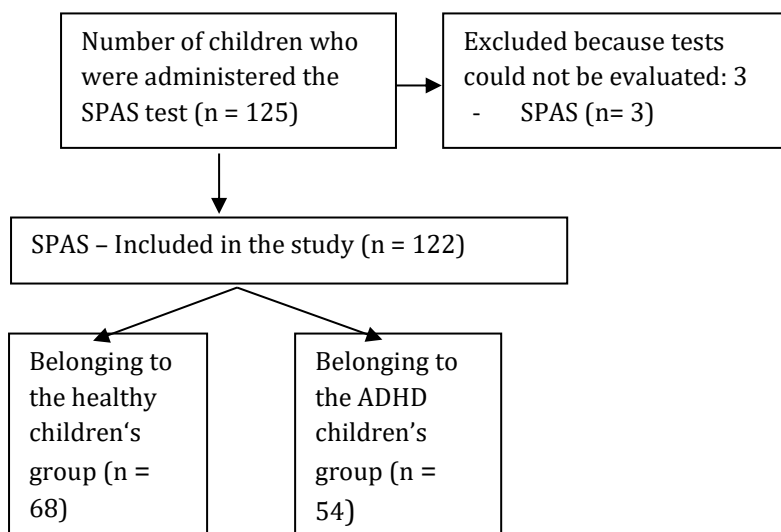 Number of children who
were administered the
SPAS test (n = 125)
Excluded because tests
could not be evaluated: 3
- SPAS (n= 3)
SPAS – Included in the study (n = 122)
Belonging to
the healthy
children‘s
group (n =
68)
Belonging to
the ADHD
children’s
group (n =
54)